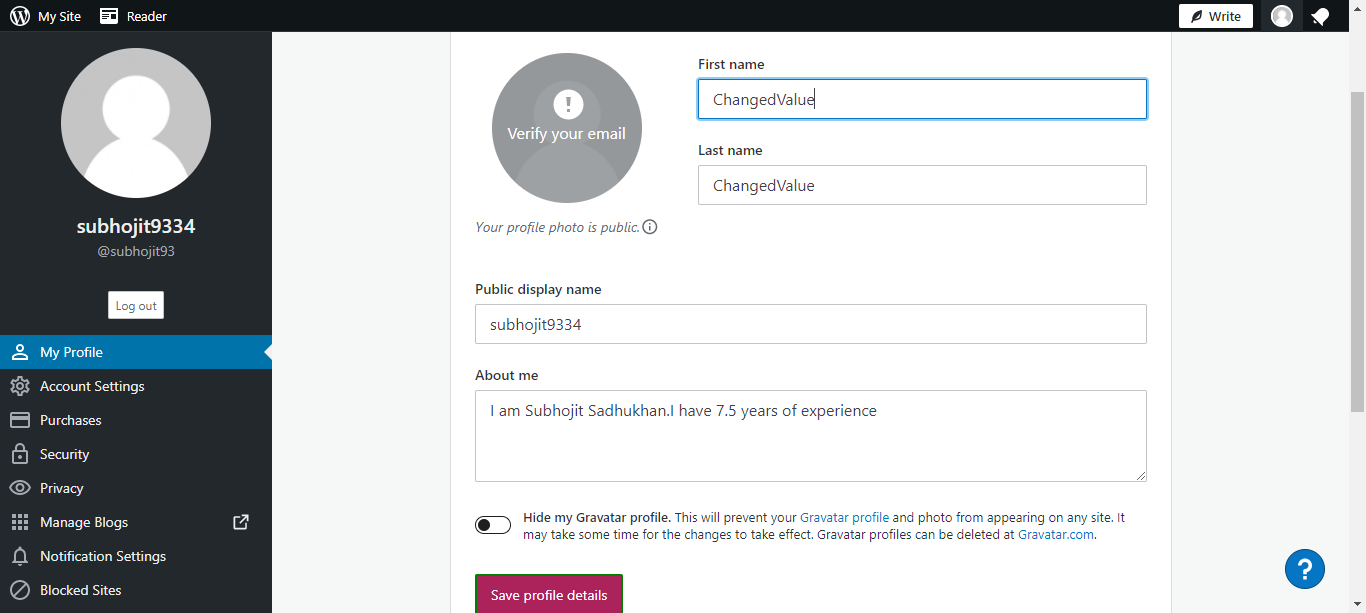 My Site
Reader
Write
subhojit9334
@subhojit93
Log out
My Profile
Account Settings
Purchases
Security
Privacy
Manage Blogs
Notification Settings
Blocked Sites
!
Verify your email
Your profile photo is public.
First name
ChangedValue
Last name
ChangedValue
Public display name
subhojit9334
About me
I am Subhojit Sadhukhan.I have 7.5 years of experience
Hide my Gravatar profile. This will prevent your Gravatar profile and photo from appearing on any site. It
may take some time for the changes to take effect. Gravatar profiles can be deleted at Gravatar.com.
Save profile details
?